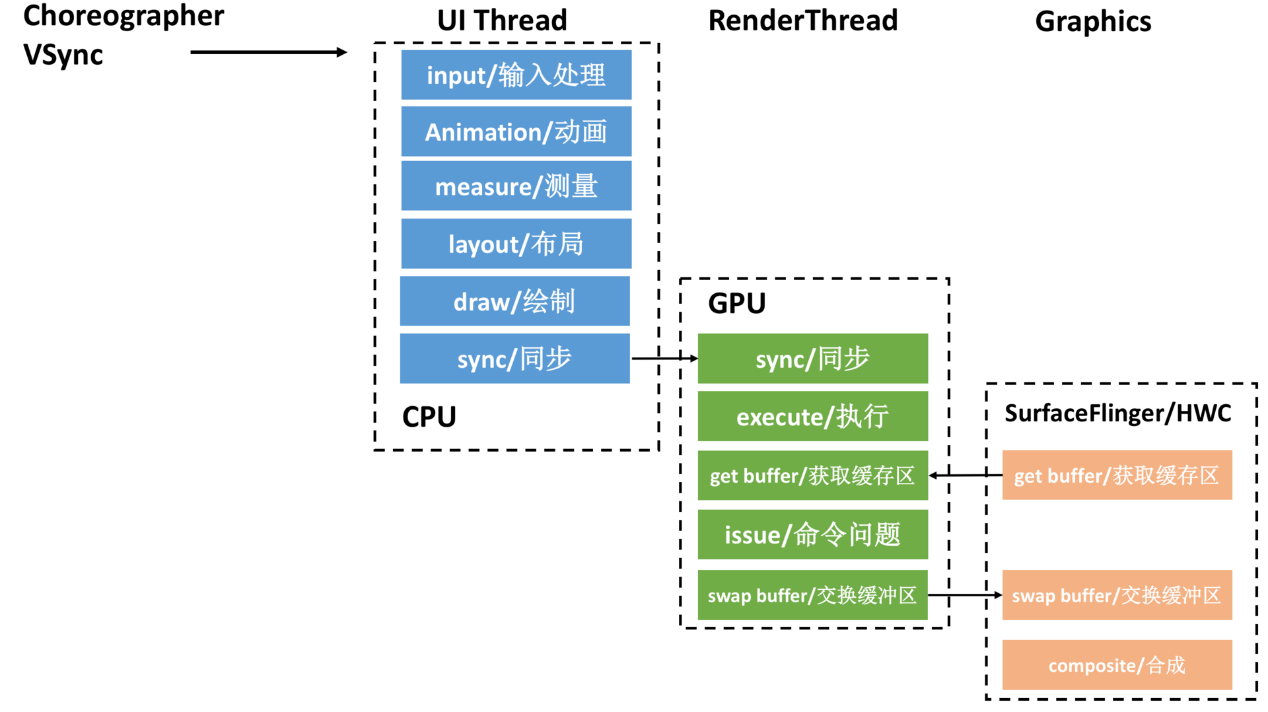 Choreographer
VSync
UI Thread
input/输入处理
Animation/动画
measure/测量
layout/布局
draw/绘制
sync/同步
CPU
RenderThread
GPU
sync/同步
execute/执行
get buffer/获取缓存区
issue/命令问题
swap buffer/交换缓冲区
Graphics
SurfaceFlinger/HWC
get buffer/获取缓存区
swap buffer/交换缓冲区
composite/合成